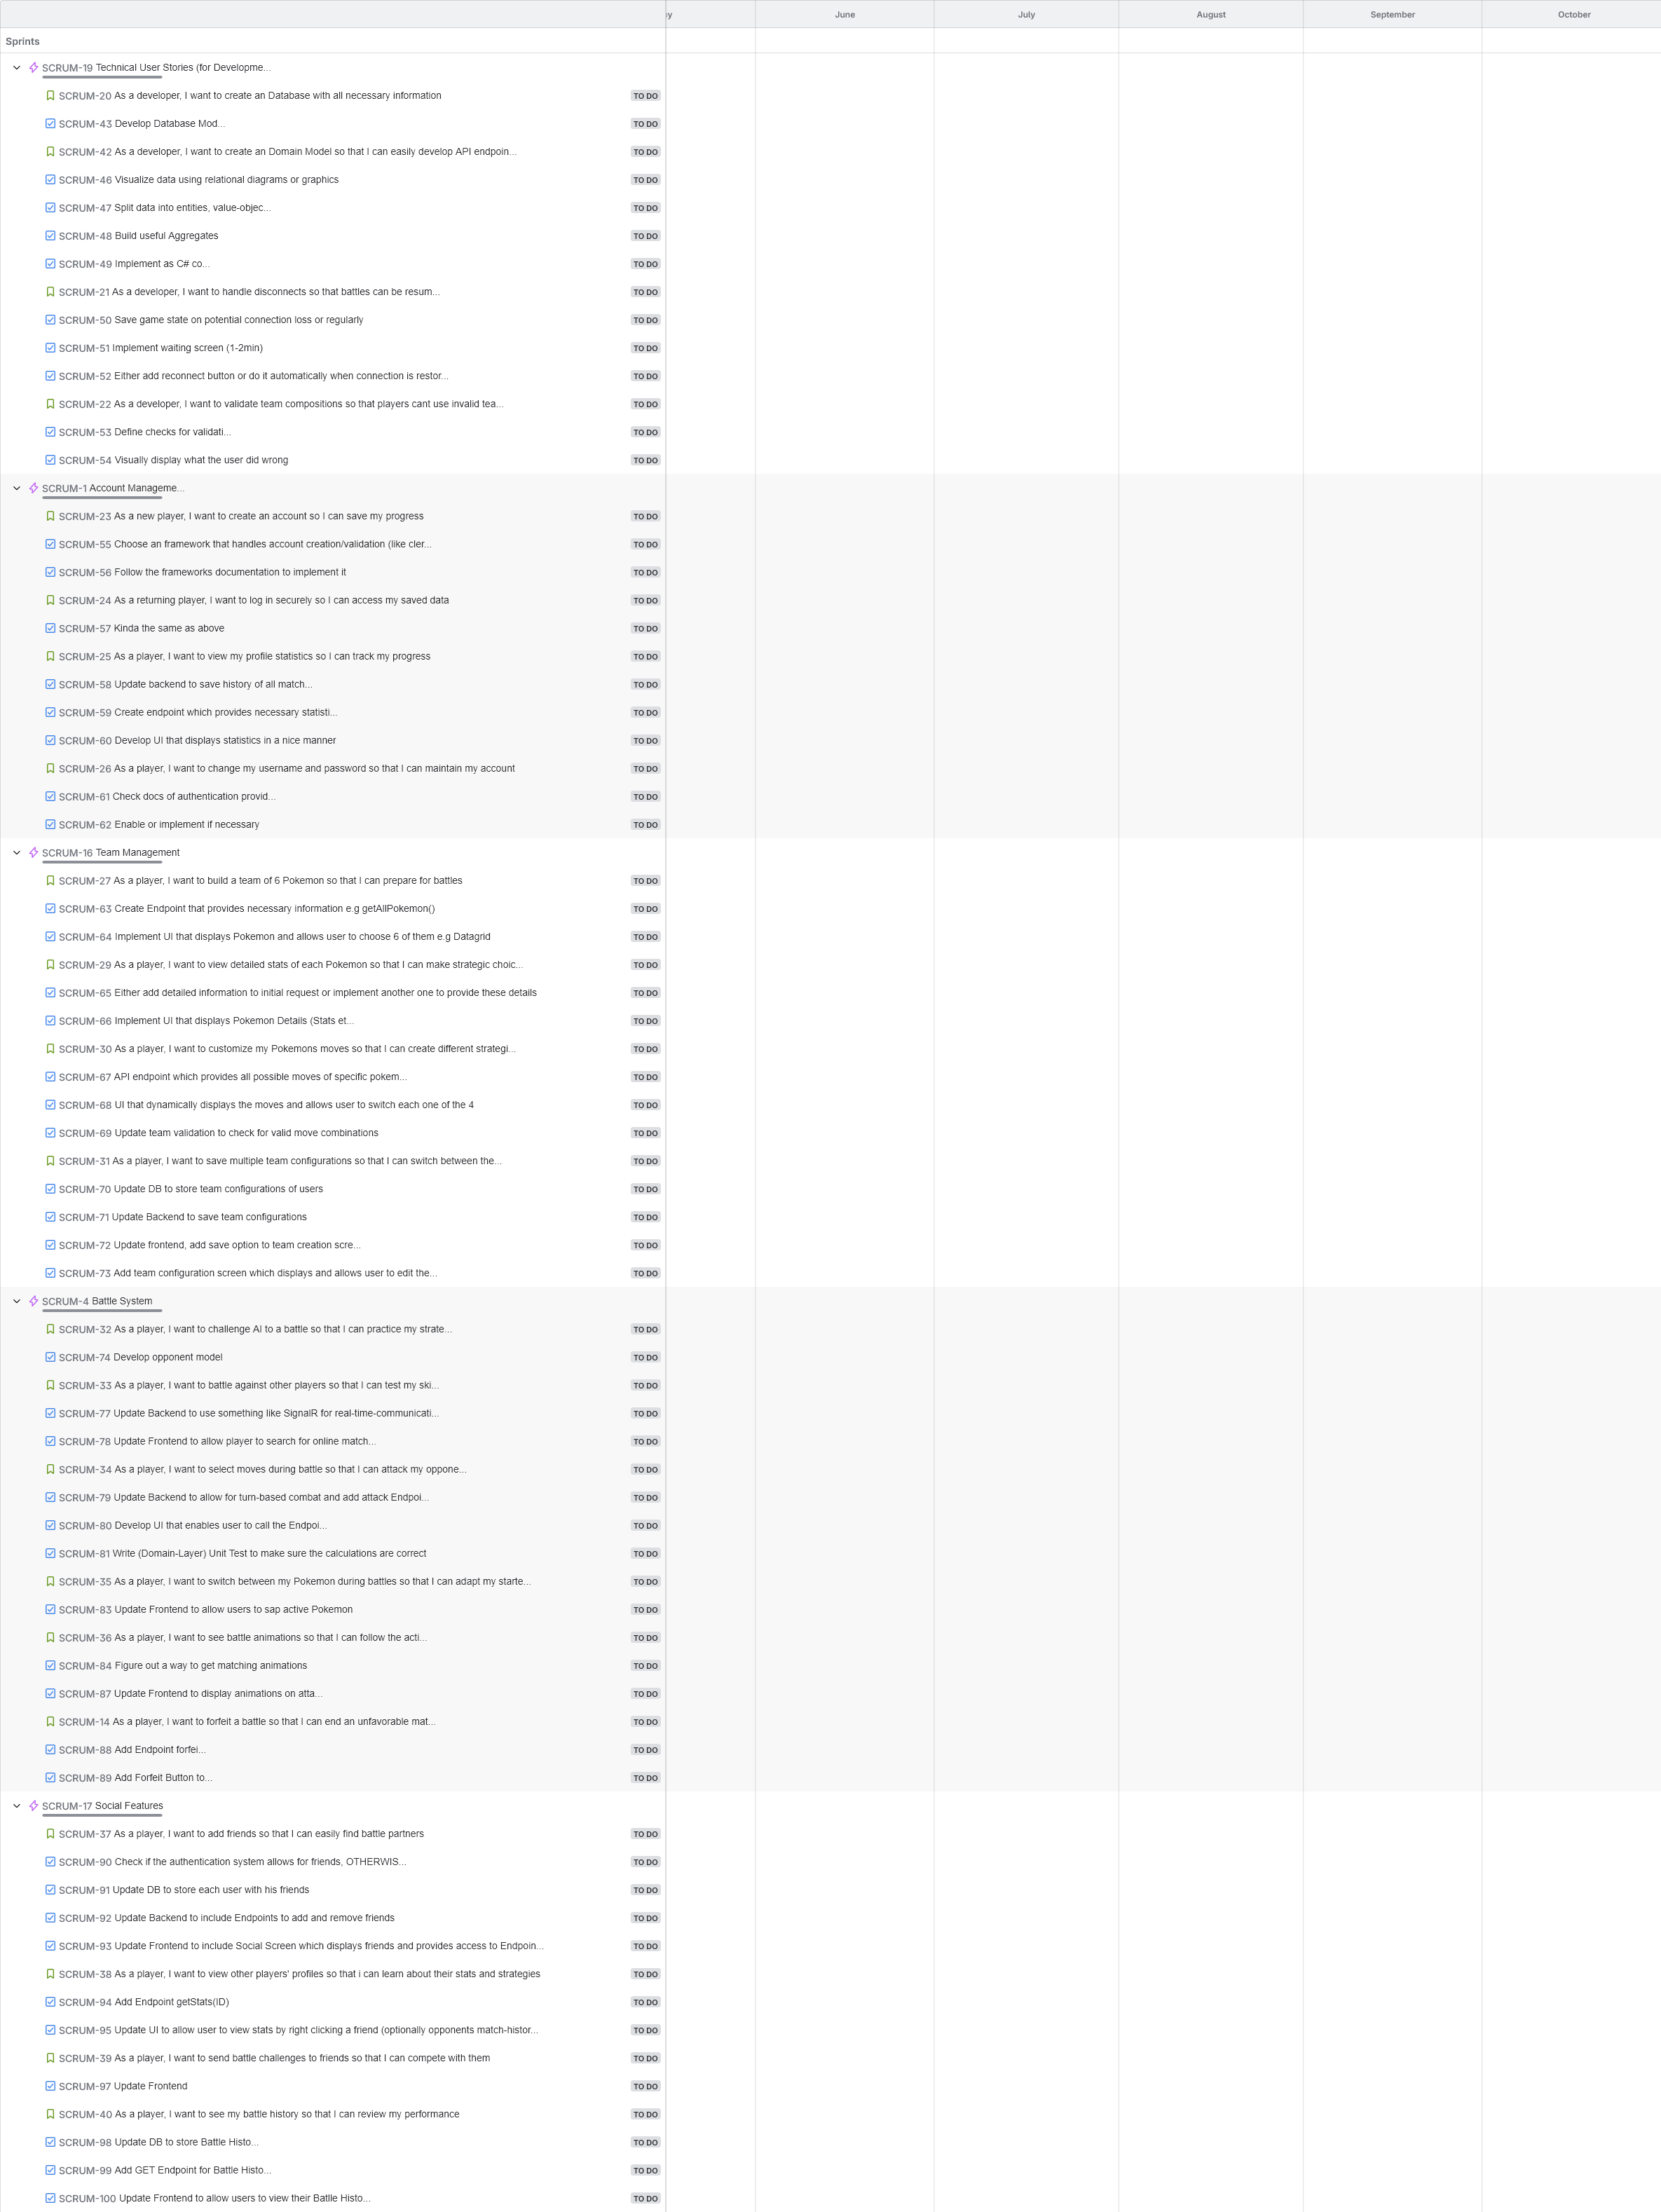 ey June July August September October
Sprints
SCRUM-19 Technical User Stories (for Developme...
SCRUM-20 As a developer, I want to create an Database with all necessary information TO DO
SCRUM-43 Develop Database Mod... TO DO
SCRUM-42 As a developer, I want to create an Domain Model so that I can easily develop API endpoin... TO DO
SCRUM-46 Visualize data using relational diagrams or graphics TO DO
SCRUM-47 Split data into entities, value-objec... TO DO
SCRUM-48 Build useful Aggregates TO DO
SCRUM-49 Implement as C# co... TO DO
SCRUM-21 As a developer, I want to handle disconnects so that battles can be resum... TO DO
SCRUM-50 Save game state on potential connection loss or regularly TO DO
SCRUM-51 Implement waiting screen (1-2min) TO DO
SCRUM-52 Either add reconnect button or do it automatically when connection is restor... TO DO
SCRUM-22 As a developer, I want to validate team compositions so that players cant use invalid tea... TO DO
SCRUM-53 Define checks for validati... TO DO
SCRUM-54 Visually display what the user did wrong TO DO
SCRUM-1 Account Manageme...
SCRUM-23 As a new player, I want to create an account so I can save my progress TO DO
SCRUM-55 Choose an framework that handles account creation/validation (like cler... TO DO
SCRUM-56 Follow the frameworks documentation to implement it TO DO
SCRUM-24 As a returning player, I want to log in securely so I can access my saved data TO DO
SCRUM-57 Kinda the same as above TO DO
SCRUM-25 As a player, I want to view my profile statistics so I can track my progress TO DO
SCRUM-58 Update backend to save history of all match... TO DO
SCRUM-59 Create endpoint which provides necessary statisti... TO DO
SCRUM-60 Develop UI that displays statistics in a nice manner TO DO
SCRUM-26 As a player, I want to change my username and password so that I can maintain my account TO DO
SCRUM-61 Check docs of authentication provid... TO DO
SCRUM-62 Enable or implement if necessary TO DO
SCRUM-16 Team Management
SCRUM-27 As a player, I want to build a team of 6 Pokemon so that I can prepare for battles TO DO
SCRUM-63 Create Endpoint that provides necessary information e.g getAllPokemon() TO DO
SCRUM-64 Implement UI that displays Pokemon and allows user to choose 6 of them e.g Datagrid TO DO
SCRUM-29 As a player, I want to view detailed stats of each Pokemon so that I can make strategic choic... TO DO
SCRUM-65 Either add detailed information to initial request or implement another one to provide these details TO DO
SCRUM-66 Implement UI that displays Pokemon Details (Stats et... TO DO
SCRUM-30 As a player, I want to customize my Pokemons moves so that I can create different strategi... TO DO
SCRUM-67 API endpoint which provides all possible moves of specific pokem... TO DO
SCRUM-68 UI that dynamically displays the moves and allows user to switch each one of the 4 TO DO
SCRUM-69 Update team validation to check for valid move combinations TO DO
SCRUM-31 As a player, I want to save multiple team configurations so that I can switch between the... TO DO
SCRUM-70 Update DB to store team configurations of users TO DO
SCRUM-71 Update Backend to save team configurations TO DO
SCRUM-72 Update frontend, add save option to team creation scre... TO DO
SCRUM-73 Add team configuration screen which displays and allows user to edit the... TO DO
SCRUM-4 Battle System
SCRUM-32 As a player, I want to challenge AI to a battle so that I can practice my strate... TO DO
SCRUM-74 Develop opponent model TO DO
SCRUM-33 As a player, I want to battle against other players so that I can test my ski... TO DO
SCRUM-77 Update Backend to use something like SignalR for real-time-communicati... TO DO
SCRUM-78 Update Frontend to allow player to search for online match... TO DO
SCRUM-34 As a player, I want to select moves during battle so that I can attack my oppone... TO DO
SCRUM-79 Update Backend to allow for turn-based combat and add attack Endpoi... TO DO
SCRUM-80 Develop UI that enables user to call the Endpoi... TO DO
SCRUM-81 Write (Domain-Layer) Unit Test to make sure the calculations are correct TO DO
SCRUM-35 As a player, I want to switch between my Pokemon during battles so that I can adapt my starte... TO DO
SCRUM-83 Update Frontend to allow users to sap active Pokemon TO DO
SCRUM-36 As a player, I want to see battle animations so that I can follow the acti... TO DO
SCRUM-84 Figure out a way to get matching animations TO DO
SCRUM-87 Update Frontend to display animations on atta... TO DO
SCRUM-14 As a player, I want to forfeit a battle so that I can end an unfavorable mat... TO DO
SCRUM-88 Add Endpoint forfei... TO DO
SCRUM-89 Add Forfeit Button to... TO DO
SCRUM-17 Social Features
SCRUM-37 As a player, I want to add friends so that I can easily find battle partners TO DO
SCRUM-90 Check if the authentication system allows for friends, OTHERWIS... TO DO
SCRUM-91 Update DB to store each user with his friends TO DO
SCRUM-92 Update Backend to include Endpoints to add and remove friends TO DO
SCRUM-93 Update Frontend to include Social Screen which displays friends and provides access to Endpoin... TO DO
SCRUM-38 As a player, I want to view other players' profiles so that i can learn about their stats and strategies TO DO
SCRUM-94 Add Endpoint getStats(ID) TO DO
SCRUM-95 Update UI to allow user to view stats by right clicking a friend (optionally opponents match-histor... TO DO
SCRUM-39 As a player, I want to send battle challenges to friends so that I can compete with them TO DO
SCRUM-97 Update Frontend TO DO
SCRUM-40 As a player, I want to see my battle history so that I can review my performance TO DO
SCRUM-98 Update DB to store Battle Histo... TO DO
SCRUM-99 Add GET Endpoint for Battle Histo... TO DO
SCRUM-100 Update Frontend to allow users to view their Batlle Histo... TO DO